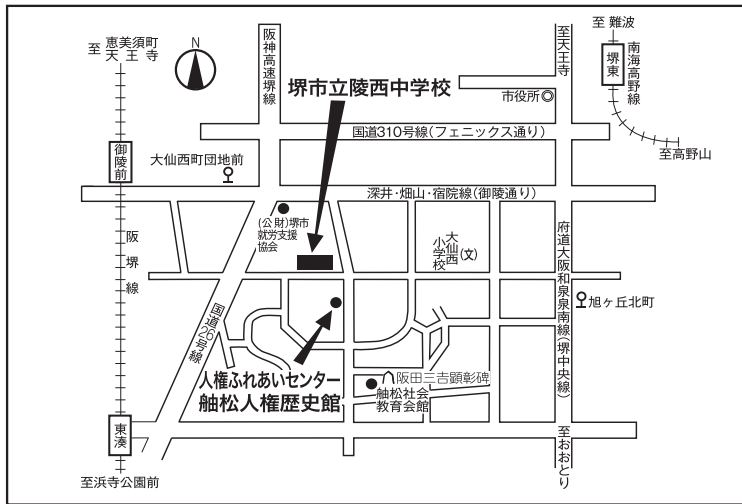 恵美須町
至
天王寺
N
阪神高速堺線
堺市立陵西中学校
市役所
至天王寺
至難波
堺東
南海高野線
至高野山
国道310号線(フェニックス通り)
御陵前
大仙西町団地前
深井・畑山・宿院線(御陵通り)
(公財)堺市
就労支援
協会
大仙西
小学校
(文)
阪堺線
府道大阪和泉泉南線(堺中央線)
旭ヶ丘北町
国道26号線
人権ふれあいセンター
舳松人権歴史館
阪田三吉顕彰碑
舳松社会
教育会館
東湊
至浜寺公園前
至おおとり